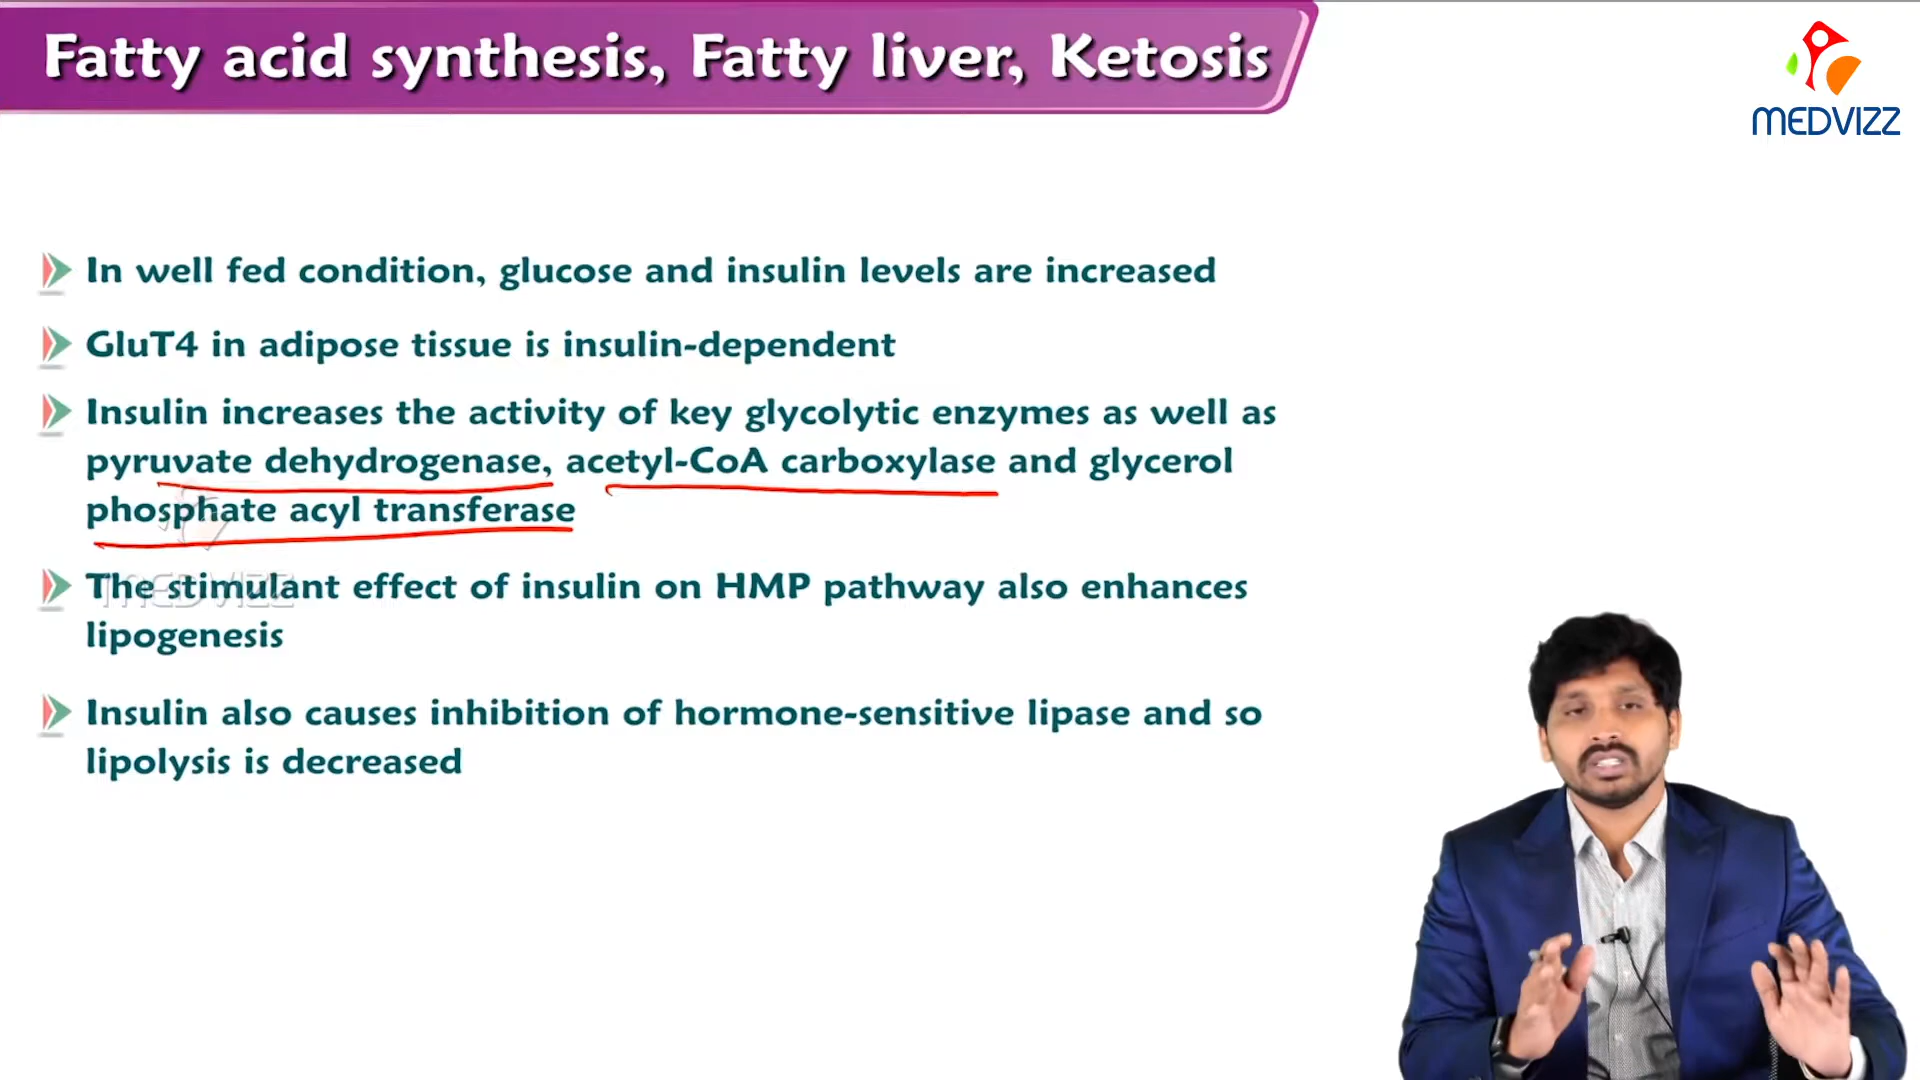 Fatty acid synthesis, Fatty liver, Ketosis
MEDVIZZ
In well fed condition, glucose and insulin levels are increased
GluT4 in adipose tissue is insulin-dependent
Insulin increases the activity of key glycolytic enzymes as well as
pyruvate dehydrogenase, acetyl-CoA carboxylase and glycerol
phosphate acyl transferase
MEDVIZZ
The stimulant effect of insulin on HMP pathway also enhances
lipogenesis
Insulin also causes inhibition of hormone-sensitive lipase and so
lipolysis is decreased